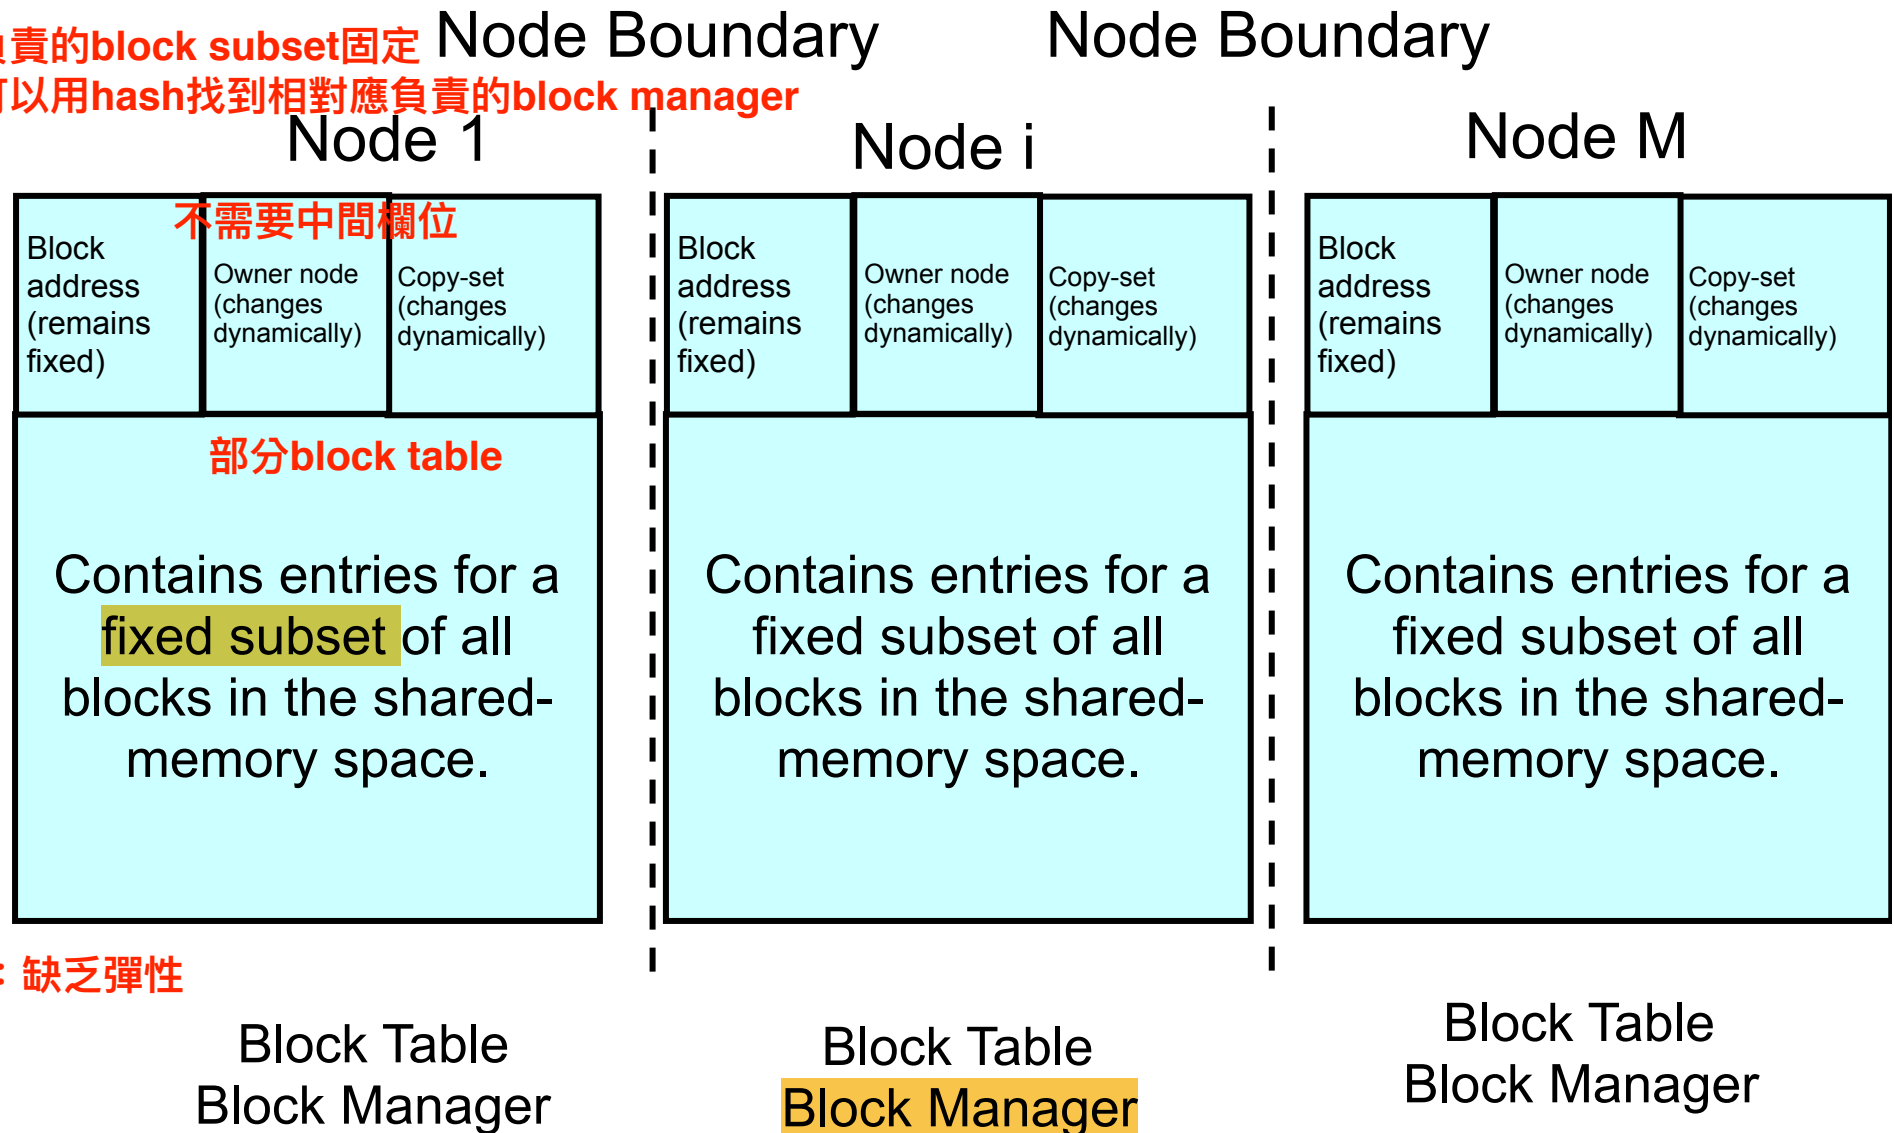 負責的block subset固定
Node Boundary
Node Boundary
可以用hash找到相對應負責的block manager
Node 1
Node i
Node M
不需要中間欄位
Block
address
(remains
fixed)
Owner node
(changes
dynamically)
Copy-set
(changes
dynamically)
Block
address
(remains
fixed)
Owner node
(changes
dynamically)
Copy-set
(changes
dynamically)
Block
address
(remains
fixed)
Owner node
(changes
dynamically)
Copy-set
(changes
dynamically)
部分block table
Contains entries for a
fixed subset of all
blocks in the shared-
memory space.
Contains entries for a
fixed subset of all
blocks in the shared-
memory space.
Contains entries for a
fixed subset of all
blocks in the shared-
memory space.
：缺乏彈性
Block Table
Block Manager
Block Table
Block Manager
Block Table
Block Manager